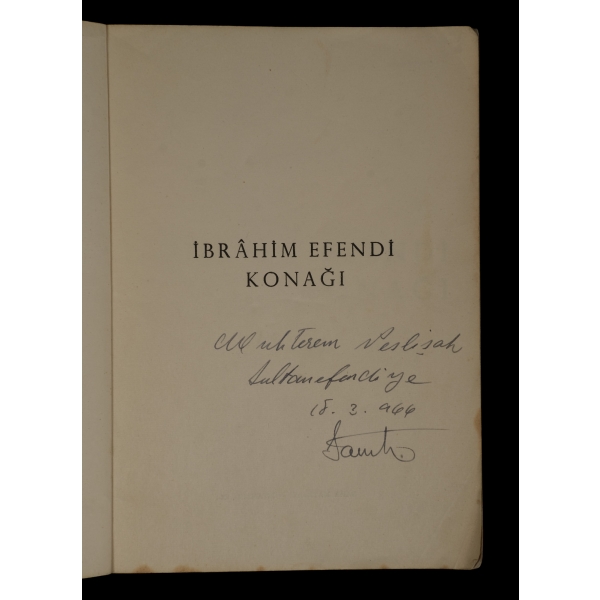 İBRÂHİM EFENDİ
KONAĞI
Muhterem Neslişah
Sultanefendiye
18. 3. 966